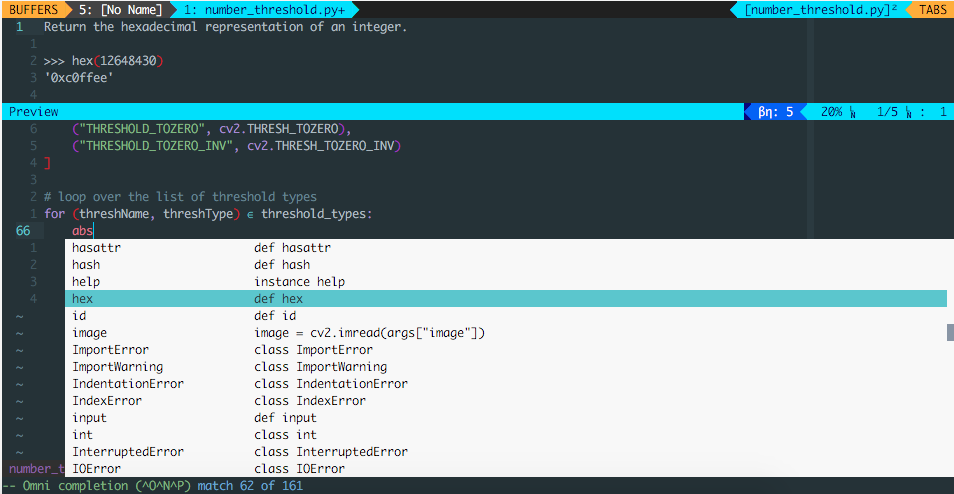 BUFFERS 5: [No Name] 1: number_threshold.py+ [number_threshold.py]² TABS
1 Return the hexadecimal representation of an integer.
1
2 >>> hex(12648430)
3 '0xc0ffee'
4
Preview βη: 5 20% ␤ 1/5 ␤ : 1
6 ("THRESHOLD_TOZERO", cv2.THRESH_TOZERO),
5 ("THRESHOLD_TOZERO_INV", cv2.THRESH_TOZERO_INV)
4 ]
3
2 # loop over the list of threshold types
1 for (threshName, threshType) ∈ threshold_types:
66 abs
1 hasattr def hasattr
2 hash def hash
3 help instance help
4 hex def hex
~ id def id
~ image image = cv2.imread(args["image"])
~ ImportError class ImportError
~ ImportWarning class ImportWarning
~ IndentationError class IndentationError
~ IndexError class IndexError
~ input def input
~ int class int
~ InterruptedError class InterruptedError
number_t IOError class IOError
-- Omni completion (^O^N^P) match 62 of 161